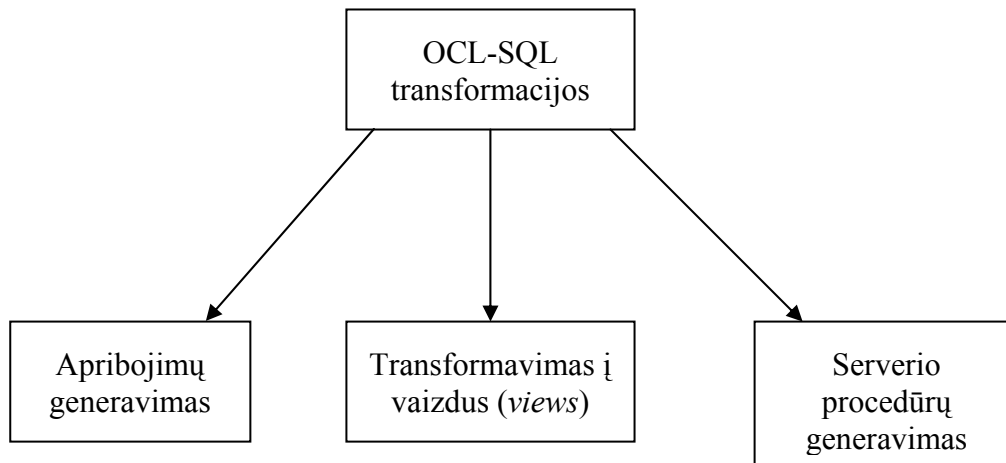 OCL-SQL
transformacijos
Apribojimų
generavimas
Transformavimas į
vaizdus (views)
Serverio
procedūrų
generavimas